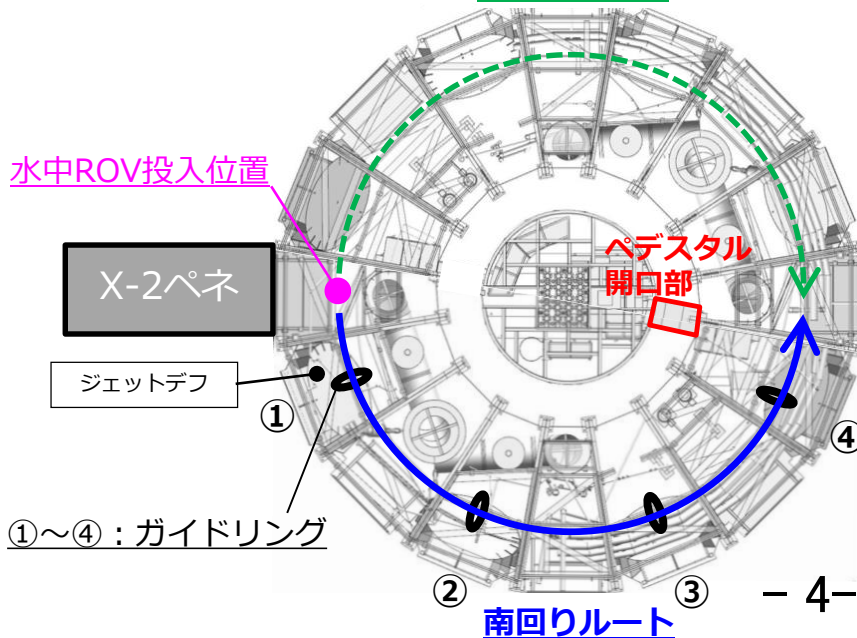 水中ROV投入位置
ペデスタル
開口部
X-2ペネ
ジェットデフ
①
④
①～④：ガイドリング
②
③
－ 4－
南回りルート